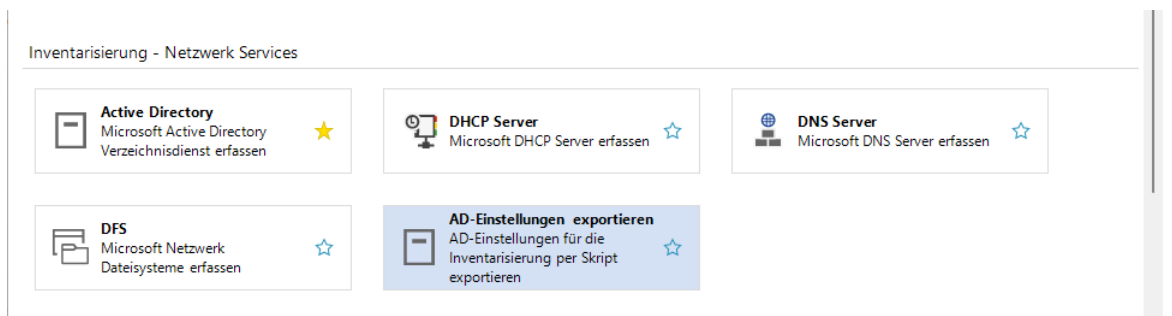 Inventarisierung - Netzwerk Services
Active Directory
Microsoft Active Directory
Verzeichnisdienst erfassen
DHCP Server
Microsoft DHCP Server erfassen
DNS Server
Microsoft DNS Server erfassen
DFS
Microsoft Netzwerk
Dateisysteme erfassen
AD-Einstellungen exportieren
AD-Einstellungen für die
Inventarisierung per Skript
exportieren